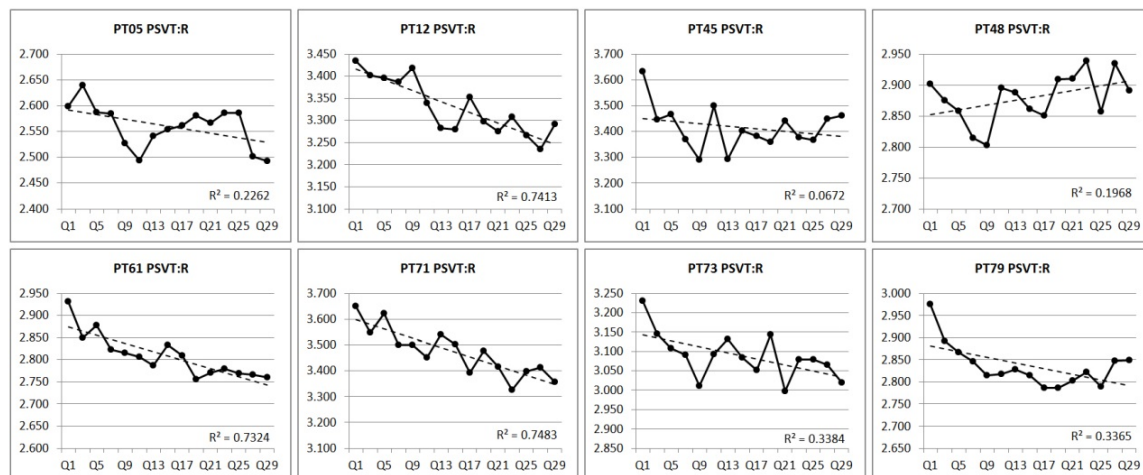 PT05 PSVT:R
2.700
2.650
2.600
2.550
2.500
2.450
2.400
R² = 0.2262
Q1 Q5 Q9 Q13 Q17 Q21 Q25 Q29
PT12 PSVT:R
3.450
3.400
3.350
3.300
3.250
3.200
3.150
3.100
R² = 0.7413
Q1 Q5 Q9 Q13 Q17 Q21 Q25 Q29
PT45 PSVT:R
3.700
3.600
3.500
3.400
3.300
3.200
3.100
R² = 0.0672
Q1 Q5 Q9 Q13 Q17 Q21 Q25 Q29
PT48 PSVT:R
2.950
2.900
2.850
2.800
2.750
2.700
R² = 0.1968
Q1 Q5 Q9 Q13 Q17 Q21 Q25 Q29
PT61 PSVT:R
2.950
2.900
2.850
2.800
2.750
2.700
2.650
2.600
R² = 0.7324
Q1 Q5 Q9 Q13 Q17 Q21 Q25 Q29
PT71 PSVT:R
3.700
3.600
3.500
3.400
3.300
3.200
3.100
R² = 0.7483
Q1 Q5 Q9 Q13 Q17 Q21 Q25 Q29
PT73 PSVT:R
3.250
3.200
3.150
3.100
3.050
3.000
2.950
2.900
2.850
R² = 0.3384
Q1 Q5 Q9 Q13 Q17 Q21 Q25 Q29
PT79 PSVT:R
3.000
2.950
2.900
2.850
2.800
2.750
2.700
2.650
R² = 0.3365
Q1 Q5 Q9 Q13 Q17 Q21 Q25 Q29